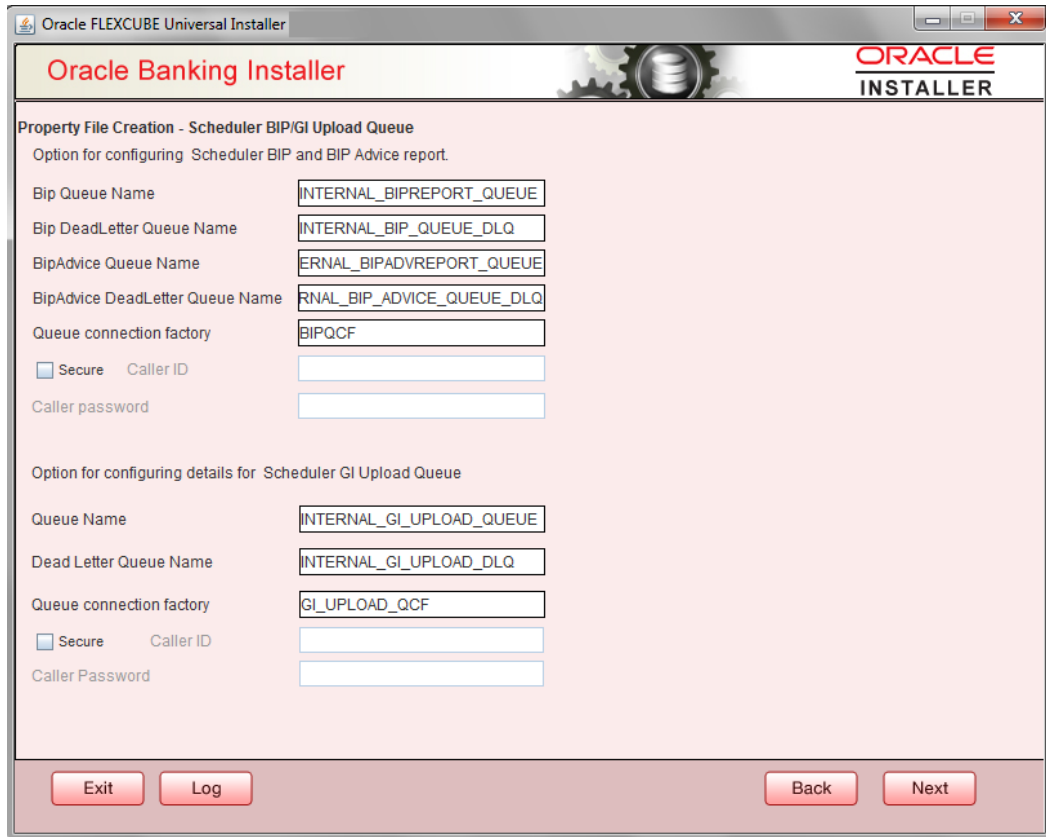 Oracle FLEXCUBE Universal Installer
Oracle Banking Installer
ORACLE
INSTALLER
Property File Creation - Scheduler BIP/GI Upload Queue
Option for configuring Scheduler BIP and BIP Advice report.
Bip Queue Name INTERNAL_BIPREPORT_QUEUE
Bip DeadLetter Queue Name INTERNAL_BIP_QUEUE_DLQ
BipAdvice Queue Name ERNAL_BIPADVREPORT_QUEUE
BipAdvice DeadLetter Queue Name RNAL_BIP_ADVICE_QUEUE_DLQ
Queue connection factory BIPQCF
Secure Caller ID
Caller password
Option for configuring details for Scheduler GI Upload Queue
Queue Name INTERNAL_GI_UPLOAD_QUEUE
Dead Letter Queue Name INTERNAL_GI_UPLOAD_DLQ
Queue connection factory GI_UPLOAD_QCF
Secure Caller ID
Caller Password
Exit Log Back Next